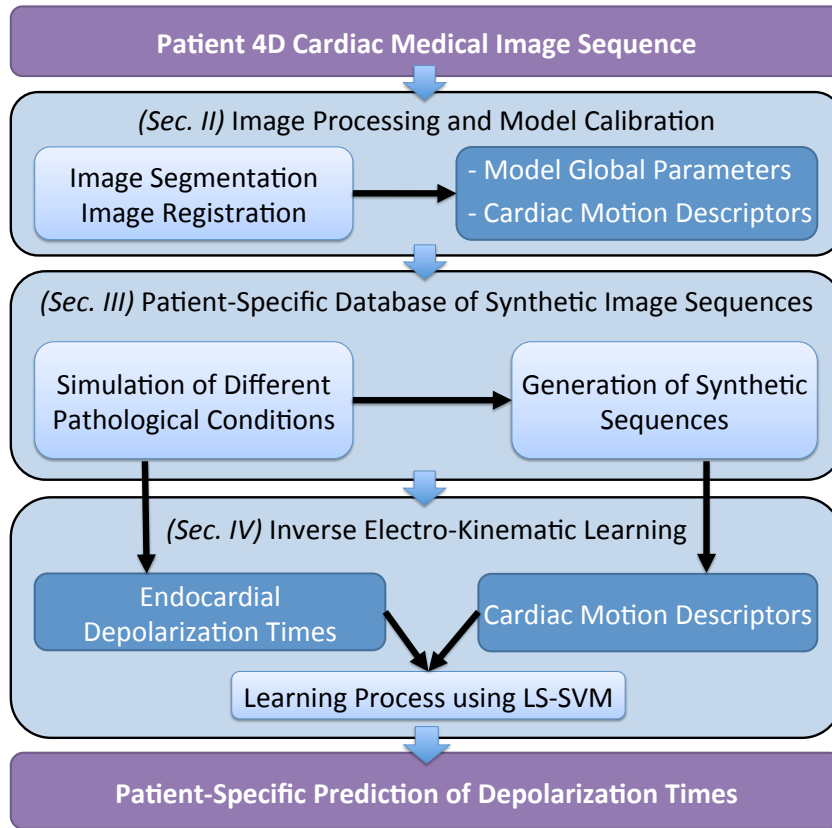 Patient 4D Cardiac Medical Image Sequence
(Sec. II) Image Processing and Model Calibration
Image Segmentation
Image Registration
- Model Global Parameters
- Cardiac Motion Descriptors
(Sec. III) Patient-Specific Database of Synthetic Image Sequences
Simulation of Different
Pathological Conditions
Generation of Synthetic
Sequences
(Sec. IV) Inverse Electro-Kinematic Learning
Endocardial
Depolarization Times
Cardiac Motion Descriptors
Learning Process using LS-SVM
Patient-Specific Prediction of Depolarization Times